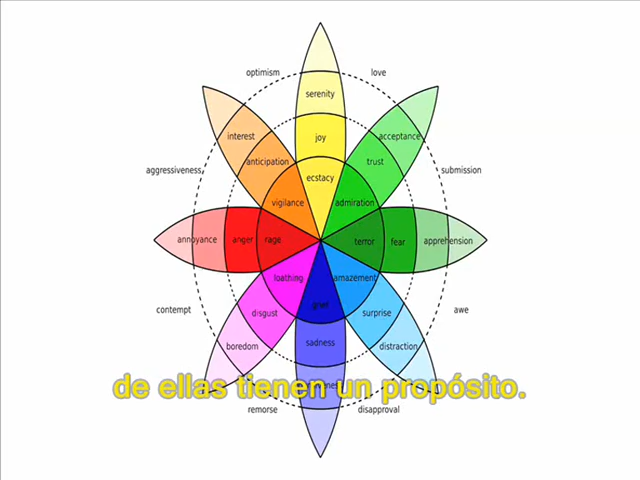 optimism
love
serenity
interest
joy
acceptance
anticipation
trust
aggressiveness
ecstacy
submission
vigilance
admiration
annoyance
anger
rage
terror
fear
apprehension
loathing
amazement
grief
contempt
disgust
surprise
awe
boredom
sadness
distraction
de ellas tienen un propósito.
remorse
disapproval